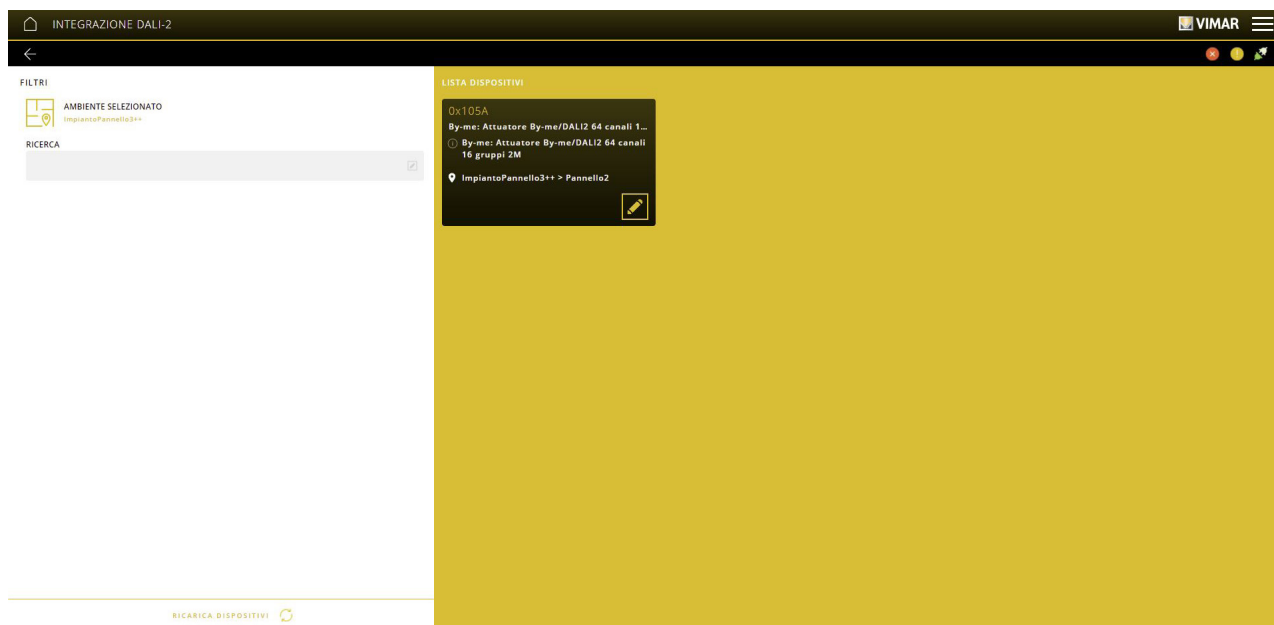 INTEGRAZIONE DALI-2
VIMAR
FILTRI
AMBIENTE SELEZIONATO
ImpiantoPannello3++
RICERCA
RICARICA DISPOSITIVI
LISTA DISPOSITIVI
0x105A
By-me: Attuatore By-me/DALI2 64 canali 1...
By-me: Attuatore By-me/DALI2 64 canali
16 gruppi 2M
ImpiantoPannello3++ > Pannello2